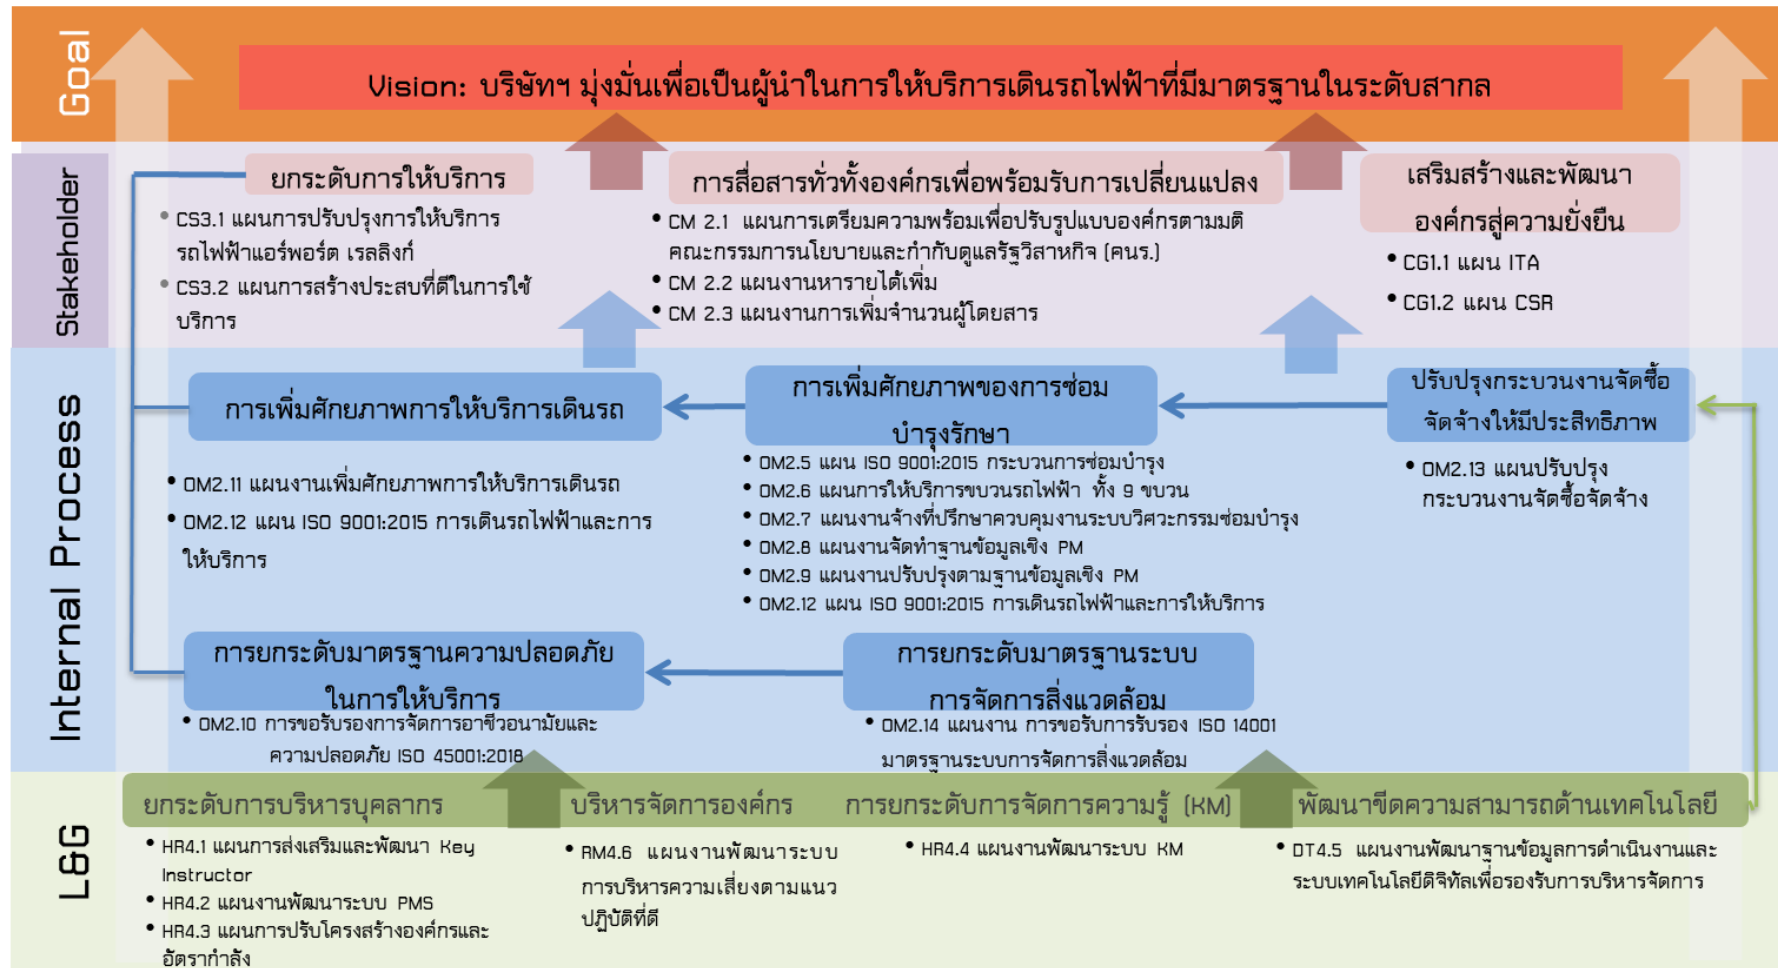 Goal
Vision: บริษัทฯ มุ่งมั่นเพื่อเป็นผู้นำในการให้บริการเดินรถไฟฟ้าที่มีมาตรฐานในระดับสากล
Stakeholder
ยกระดับการให้บริการ
• CS3.1 แผนการปรับปรุงการให้บริการ
รถไฟฟ้าแอร์พอร์ต เรลลิงก์
• CS3.2 แผนการสร้างประสบที่ดีในการใช้
บริการ
การสื่อสารทั่วทั้งองค์กรเพื่อพร้อมรับการเปลี่ยนแปลง
• CM 2.1 แผนการเตรียมความพร้อมเพื่อปรับรูปแบบองค์กรตามมติ
คณะกรรมการนโยบายและกำกับดูแลรัฐวิสาหกิจ (คนร.)
• CM 2.2 แผนงานหารายได้เพิ่ม
• CM 2.3 แผนงานการเพิ่มจำนวนผู้โดยสาร
เสริมสร้างและพัฒนา
องค์กรสู่ความยั่งยืน
• CG1.1 แผน ITA
• CG1.2 แผน CSR
Internal Process
การเพิ่มศักยภาพการให้บริการเดินรถ
• OM2.11 แผนงานเพิ่มศักยภาพการให้บริการเดินรถ
• OM2.12 แผน ISO 9001:2015 การเดินรถไฟฟ้าและการ
ให้บริการ
การเพิ่มศักยภาพของการซ่อม
บำรุงรักษา
• OM2.5 แผน ISO 9001:2015 กระบวนการซ่อมบำรุง
• OM2.6 แผนการให้บริการขบวนรถไฟฟ้า ทั้ง 9 ขบวน
• OM2.7 แผนงานจ้างที่ปรึกษาควบคุมงานระบบวิศวะกรรมซ่อมบำรุง
• OM2.8 แผนงานจัดทำฐานข้อมูลเชิง PM
• OM2.9 แผนงานปรับปรุงตามฐานข้อมูลเชิง PM
• OM2.12 แผน ISO 9001:2015 การเดินรถไฟฟ้าและการให้บริการ
ปรับปรุงกระบวนงานจัดซื้อ
จัดจ้างให้มีประสิทธิภาพ
• OM2.13 แผนปรับปรุง
กระบวนงานจัดซื้อจัดจ้าง
การยกระดับมาตรฐานความปลอดภัย
ในการให้บริการ
• OM2.10 การขอรับรองการจัดการอาชีวอนามัยและ
ความปลอดภัย ISO 45001:2018
การยกระดับมาตรฐานระบบ
การจัดการสิ่งแวดล้อม
• OM2.14 แผนงาน การขอรับการรับรอง ISO 14001
มาตรฐานระบบการจัดการสิ่งแวดล้อม
L&G
ยกระดับการบริหารบุคลากร
• HR4.1 แผนการส่งเสริมและพัฒนา Key
Instructor
• HR4.2 แผนงานพัฒนาระบบ PMS
• HR4.3 แผนการปรับโครงสร้างองค์กรและ
อัตรากำลัง
บริหารจัดการองค์กร
• RM4.6 แผนงานพัฒนาระบบ
การบริหารความเสี่ยงตามแนว
ปฏิบัติที่ดี
การยกระดับการจัดการความรู้ (KM)
• HR4.4 แผนงานพัฒนาระบบ KM
พัฒนาขีดความสามารถด้านเทคโนโลยี
• DT4.5 แผนงานพัฒนาฐานข้อมูลการดำเนินงานและ
ระบบเทคโนโลยีดิจิทัลเพื่อรองรับการบริหารจัดการ